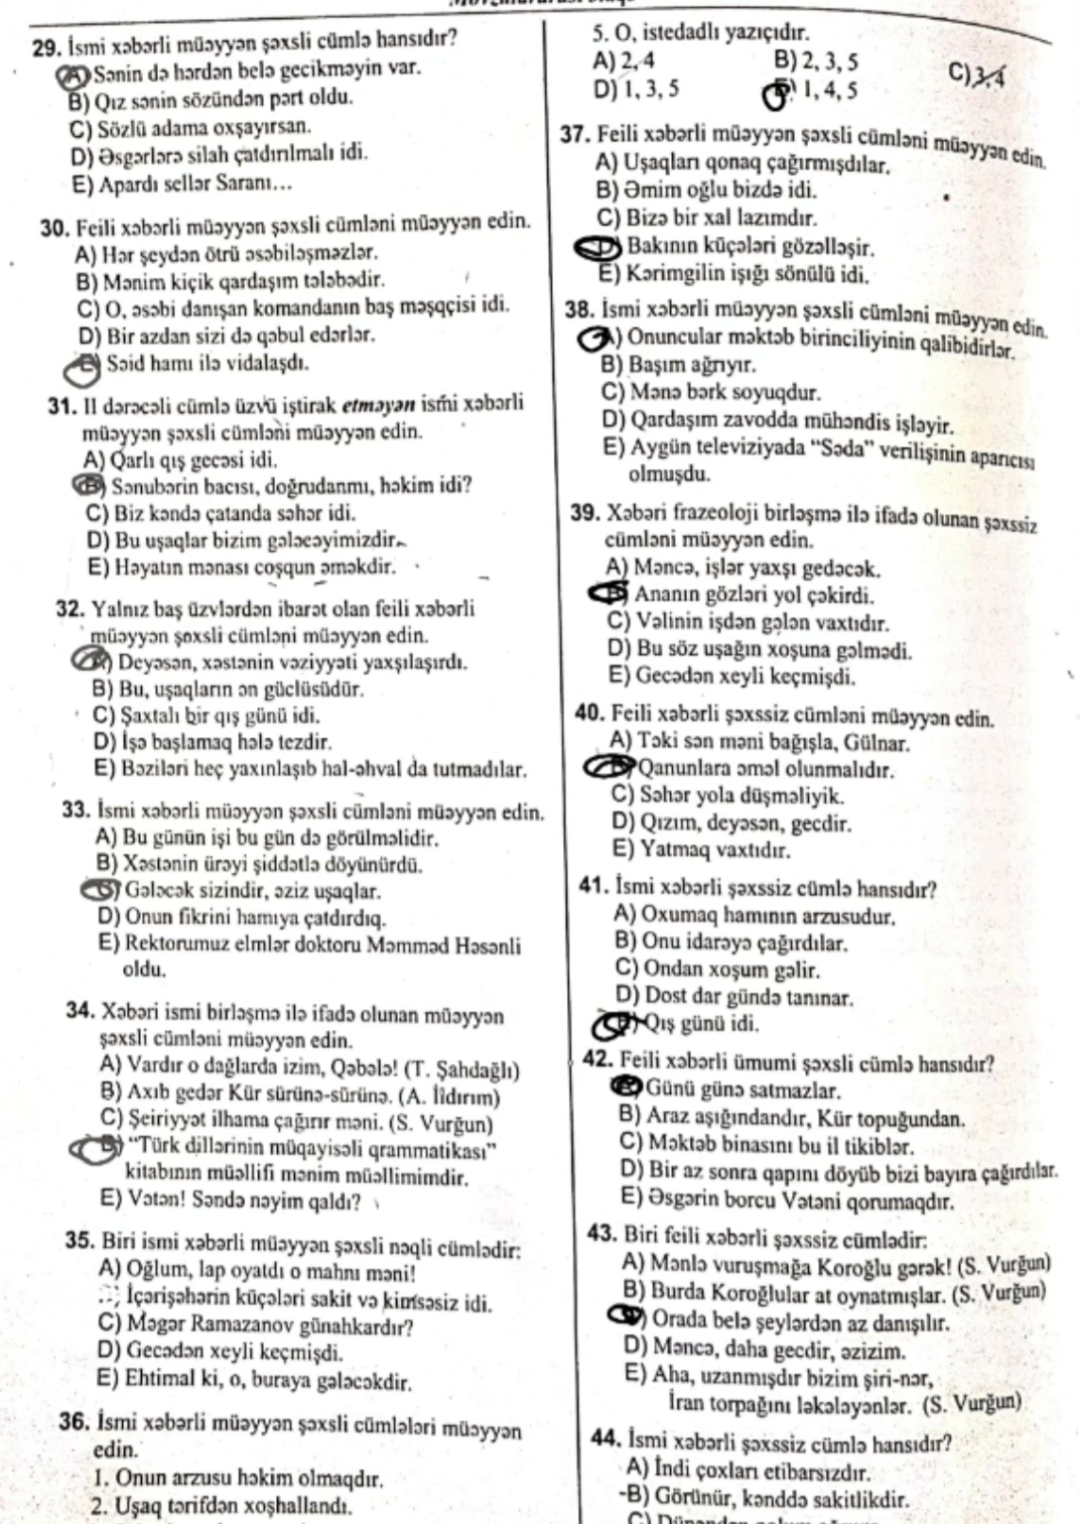 29. İsmi xəbərli müəyyən şəxsli cümlə hansıdır?
A) Sənin də hərdən belə gecikməyin var.
B) Qız sənin sözündən pərt oldu.
C) Sözlü adama oxşayırsan.
D) Əsgərlərə silah çatdırılmalı idi.
E) Apardı sellər Saranı...
30. Feili xəbərli müəyyən şəxsli cümləni müəyyən edin.
A) Hər şeydən ötrü əsəbiləşməzlər.
B) Mənim kiçik qardaşım tələbədir.
C) O, əsəbi danışan komandanın baş məşqçisi idi.
D) Bir azdan sizi də qəbul edərlər.
E) Səid hamı ilə vidalaşdı.
31. II dərəcəli cümlə üzvü iştirak etməyən ismi xəbərli
müəyyən şəxsli cümləni müəyyən edin.
A) Qarlı qış gecəsi idi.
B) Sənubərin bacısı, doğrudanmı, həkim idi?
C) Biz kəndə çatanda səhər idi.
D) Bu uşaqlar bizim gələcəyimizdir.
E) Həyatın mənası coşqun əməkdir.
32. Yalnız baş üzvlərdən ibarət olan feili xəbərli
müəyyən şəxsli cümləni müəyyən edin.
A) Deyəsən, xəstənin vəziyyəti yaxşılaşırdı.
B) Bu, uşaqların ən güclüsüdür.
C) Şaxtalı bir qış günü idi.
D) İşə başlamaq hələ tezdir.
E) Bəziləri heç yaxınlaşıb hal-əhval da tutmadılar.
33. İsmi xəbərli müəyyən şəxsli cümləni müəyyən edin.
A) Bu günün işi bu gün də görülməlidir.
B) Xəstənin ürəyi şiddətlə döyünürdü.
C) Gələcək sizindir, əziz uşaqlar.
D) Onun fikrini hamıya çatdırdıq.
E) Rektorumuz elmlər doktoru Məmməd Həsənli
oldu.
34. Xəbəri ismi birləşmə ilə ifadə olunan müəyyən
şəxsli cümləni müəyyən edin.
A) Vardır o dağlarda izim, Qəbələ! (T. Şahdağlı)
B) Axıb gedər Kür sürünə-sürünə. (A. İldırım)
C) Şeiriyyət ilhama çağırır məni. (S. Vurğun)
D) "Türk dillərinin müqayisəli qrammatikası"
kitabının müəllifi mənim müəllimimdir.
E) Vətən! Səndə nəyim qaldı?
35. Biri ismi xəbərli müəyyən şəxsli nəqli cümlədir:
A) Oğlum, lap oyatdı o mahnı məni!
İçərişəhərin küçələri sakit və kimsəsiz idi.
C) Məgər Ramazanov günahkardır?
D) Gecədən xeyli keçmişdi.
E) Ehtimal ki, o, buraya gələcəkdir.
36. İsmi xəbərli müəyyən şəxsli cümlələri müəyyən
edin.
1. Onun arzusu həkim olmaqdır.
2. Uşaq tərifdən xoşhallandı.
5. O, istedadlı yazıçıdır.
A) 2, 4 B) 2, 3, 5 C) 3, 4
D) 1, 3, 5 E) 1, 4, 5
37. Feili xəbərli müəyyən şəxsli cümləni müəyyən edin.
A) Uşaqları qonaq çağırmışdılar.
B) Əmim oğlu bizdə idi.
C) Bizə bir xal lazımdır.
D) Bakının küçələri gözəlləşir.
E) Kərimgilin işığı sönülü idi.
38. İsmi xəbərli müəyyən şəxsli cümləni müəyyən edin.
A) Onuncular məktəb birinciliyinin qalibidirlər.
B) Başım ağrıyır.
C) Mənə bərk soyuqdur.
D) Qardaşım zavodda mühəndis işləyir.
E) Aygün televiziyada "Səda" verilişinin aparıcısı
olmuşdu.
39. Xəbəri frazeoloji birləşmə ilə ifadə olunan şəxssiz
cümləni müəyyən edin.
A) Məncə, işlər yaxşı gedəcək.
B) Ananın gözləri yol çəkirdi.
C) Vəlinin işdən gələn vaxtıdır.
D) Bu söz uşağın xoşuna gəlmədi.
E) Gecədən xeyli keçmişdi.
40. Feili xəbərli şəxssiz cümləni müəyyən edin.
A) Təki sən məni bağışla, Gülnar.
B) Qanunlara əməl olunmalıdır.
C) Səhər yola düşməliyik.
D) Qızım, deyəsən, gecdir.
E) Yatmaq vaxtıdır.
41. İsmi xəbərli şəxssiz cümlə hansıdır?
A) Oxumaq hamının arzusudur.
B) Onu idarəyə çağırdılar.
C) Ondan xoşum gəlir.
D) Dost dar gündə tanınar.
E) Qış günü idi.
42. Feili xəbərli ümumi şəxsli cümlə hansıdır?
A) Günü günə satmazlar.
B) Araz aşığındandır, Kür topuğundan.
C) Məktəb binasını bu il tikiblər.
D) Bir az sonra qapını döyüb bizi bayıra çağırdılar.
E) Əsgərin borcu Vətəni qorumaqdır.
43. Biri feili xəbərli şəxssiz cümlədir:
A) Mənlə vuruşmağa Koroğlu gərək! (S. Vurğun)
B) Burda Koroğlular at oynatmışlar. (S. Vurğun)
C) Orada belə şeylərdən az danışılır.
D) Məncə, daha gecdir, əzizim.
E) Aha, uzanmışdır bizim şiri-nər,
İran torpağını ləkələyənlər. (S. Vurğun)
44. İsmi xəbərli şəxssiz cümlə hansıdır?
A) İndi çoxları etibarsızdır.
-B) Görünür, kənddə sakitlikdir.